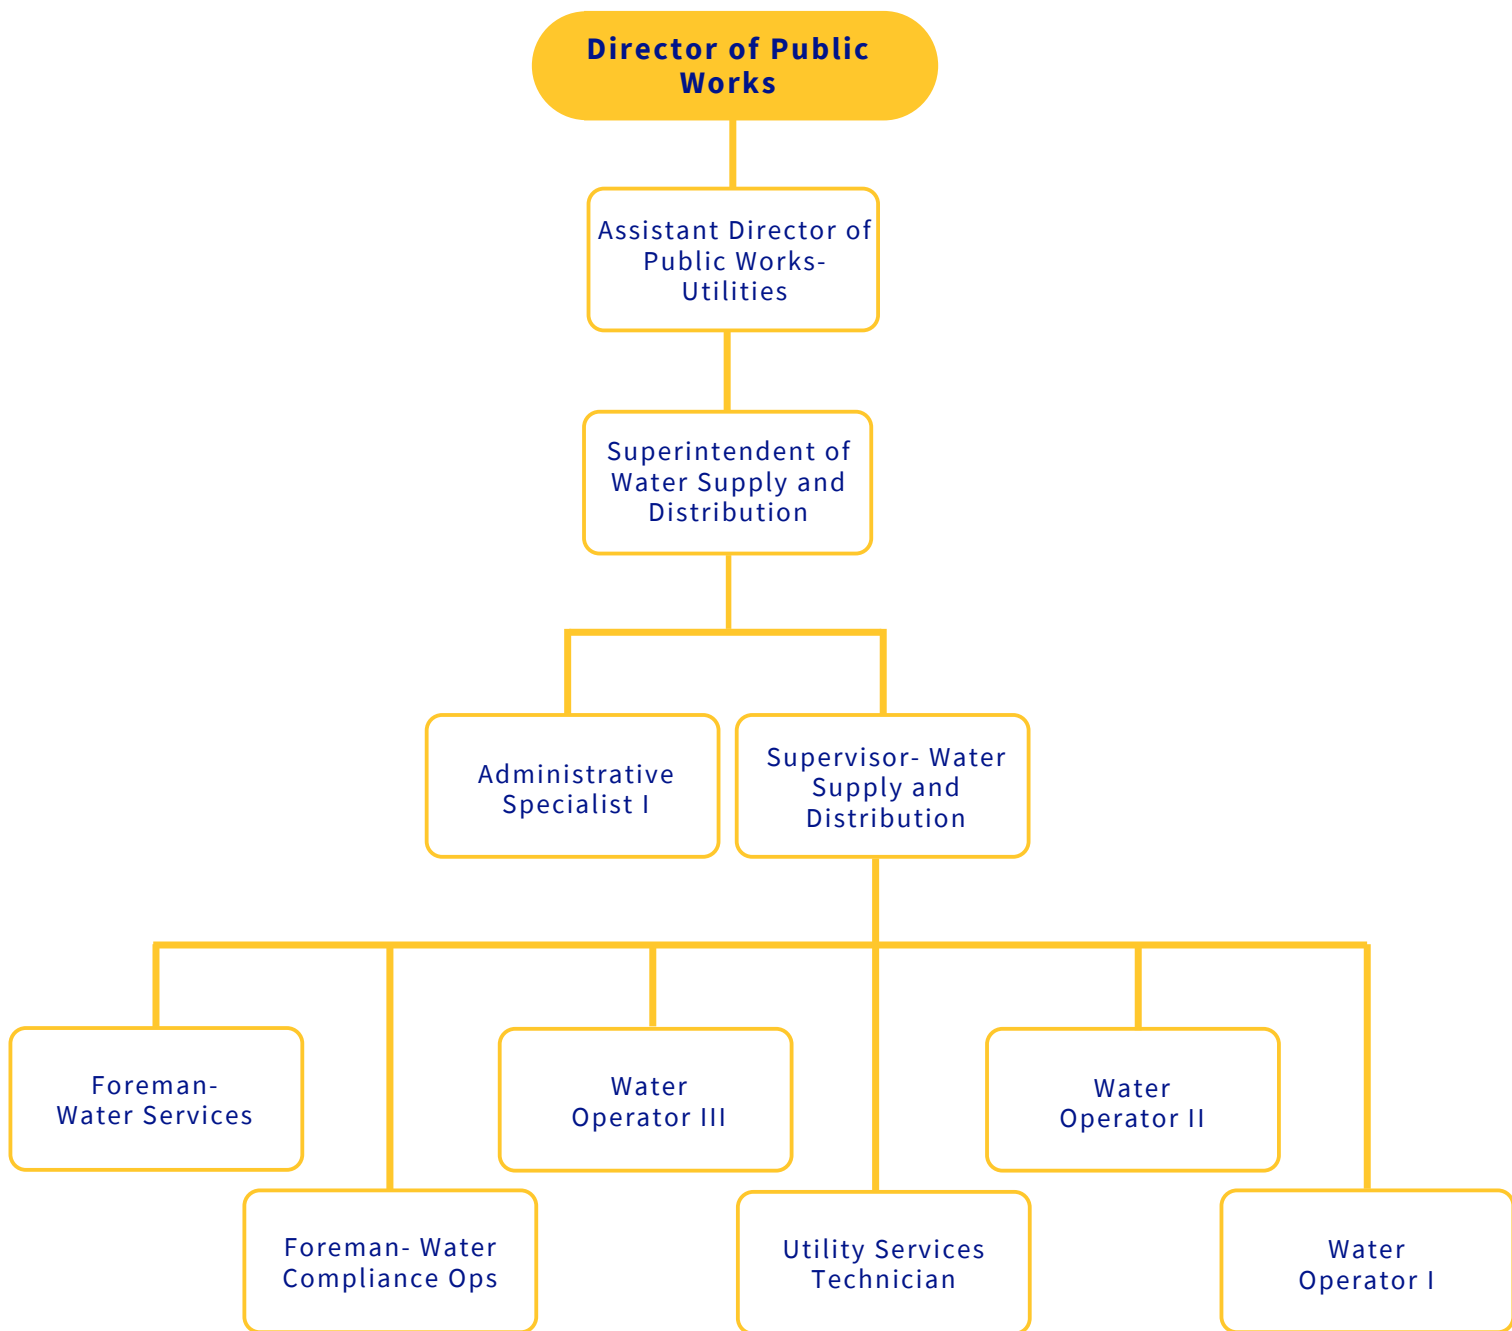 Director of Public
Works
Assistant Director of
Public Works-
Utilities
Superintendent of
Water Supply and
Distribution
Administrative
Specialist I
Supervisor- Water
Supply and
Distribution
Foreman-
Water Services
Water
Operator III
Water
Operator II
Foreman- Water
Compliance Ops
Utility Services
Technician
Water
Operator I